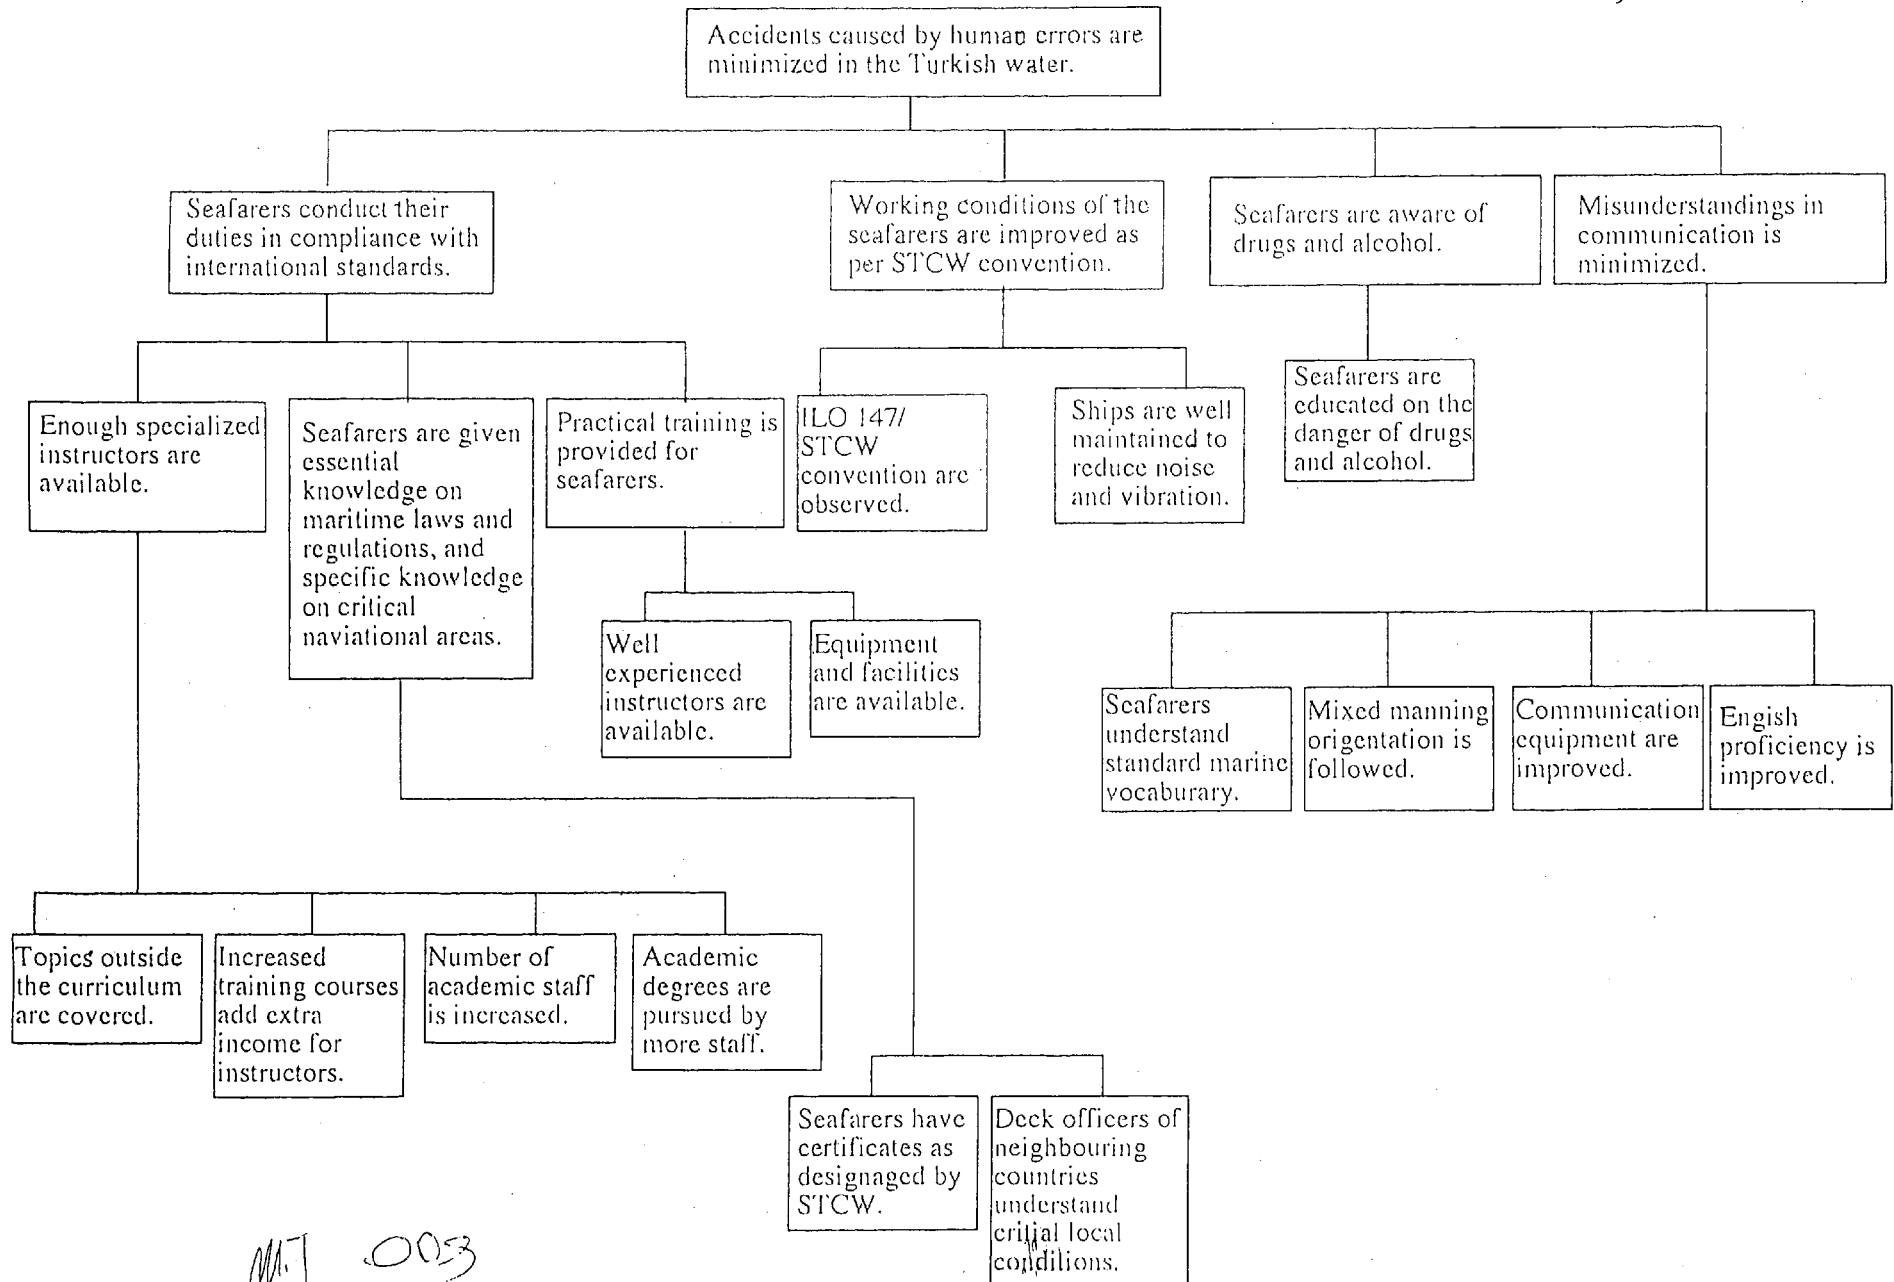 Accidents caused by human errors are
minimized in the Turkish water.
Seafarers conduct their
duties in compliance with
international standards.
Working conditions of the
seafarers are improved as
per STCW convention.
Seafarers are aware of
drugs and alcohol.
Misunderstandings in
communication is
minimized.
Enough specialized
instructors are
available.
Seafarers are given
essential
knowledge on
maritime laws and
regulations, and
specific knowledge
on critical
naviational areas.
Practical training is
provided for
seafarers.
ILO 147/
STCW
convention are
observed.
Ships are well
maintained to
reduce noise
and vibration.
Seafarers are
educated on the
danger of drugs
and alcohol.
Well
experienced
instructors are
available.
Equipment
and facilities
are available.
Seafarers
understand
standard marine
vocaburary.
Mixed manning
origentation is
followed.
Communication
equipment are
improved.
Engish
proficiency is
improved.
Topics outside
the curriculum
are covered.
Increased
training courses
add extra
income for
instructors.
Number of
academic staff
is increased.
Academic
degrees are
pursued by
more staff.
Seafarers have
certificates as
designaged by
STCW.
Deck officers of
neighbouring
countries
understand
local
conditions.
M.T